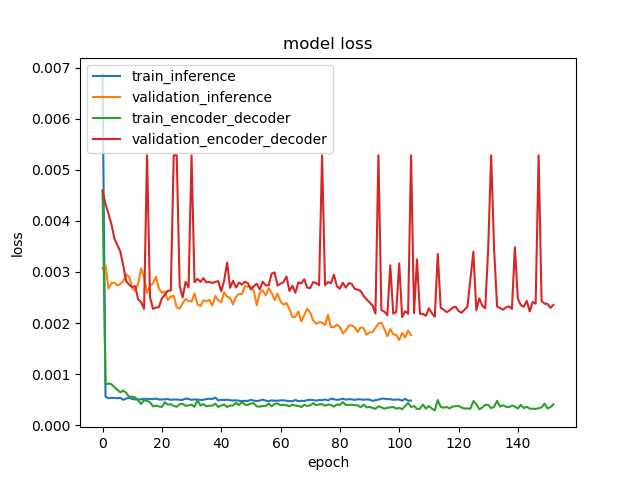 model loss
0.007
0.006
0.005
0.004
0.003
0.002
0.001
0.000
loss
train_inference
validation_inference
train_encoder_decoder
validation_encoder_decoder
0 20 40 60 80 100 120 140
epoch